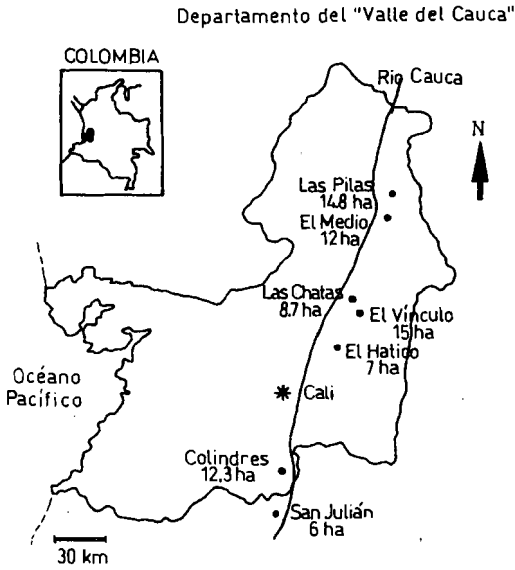 Departamento del "Valle del Cauca"
COLOMBIA
Rio Cauca
N
Las Pilas
14.8 ha
El Medio
12 ha
Las Chatas
8.7 ha
El Vínculo
15 ha
El Hatico
7 ha
Océano
Pacífico
Cali
Colindres
12,3 ha
San Julián
6 ha
30 km